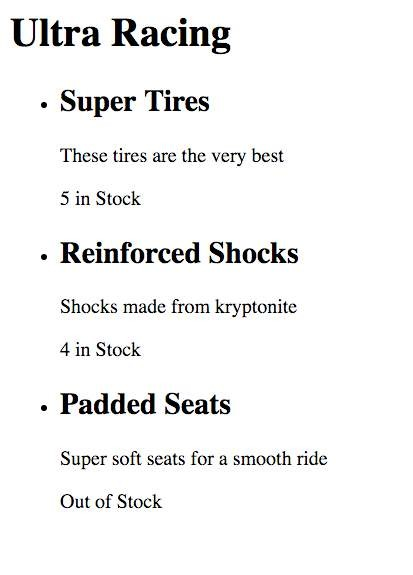 Ultra Racing
Super Tires
These tires are the very best
5 in Stock
Reinforced Shocks
Shocks made from kryptonite
4 in Stock
Padded Seats
Super soft seats for a smooth ride
Out of Stock